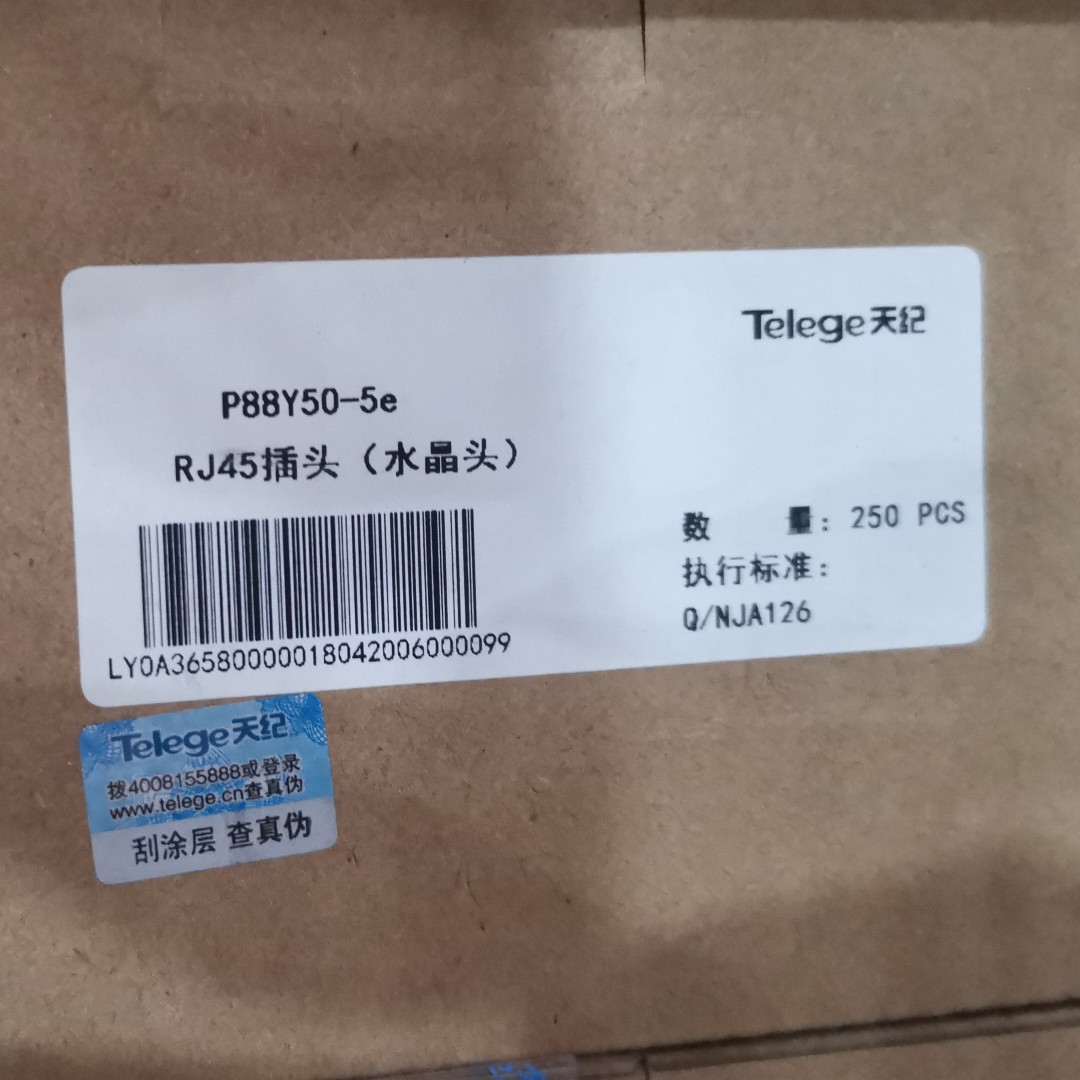 Telege天纪
P88Y50-5e
RJ45插头（水晶头）
数 量: 250 PCS
执行标准:
Q/NJA126
LY0A36580000018042006000099
Telege天纪
拨4008155888或登录
www.telege.cn查真伪
刮涂层 查真伪